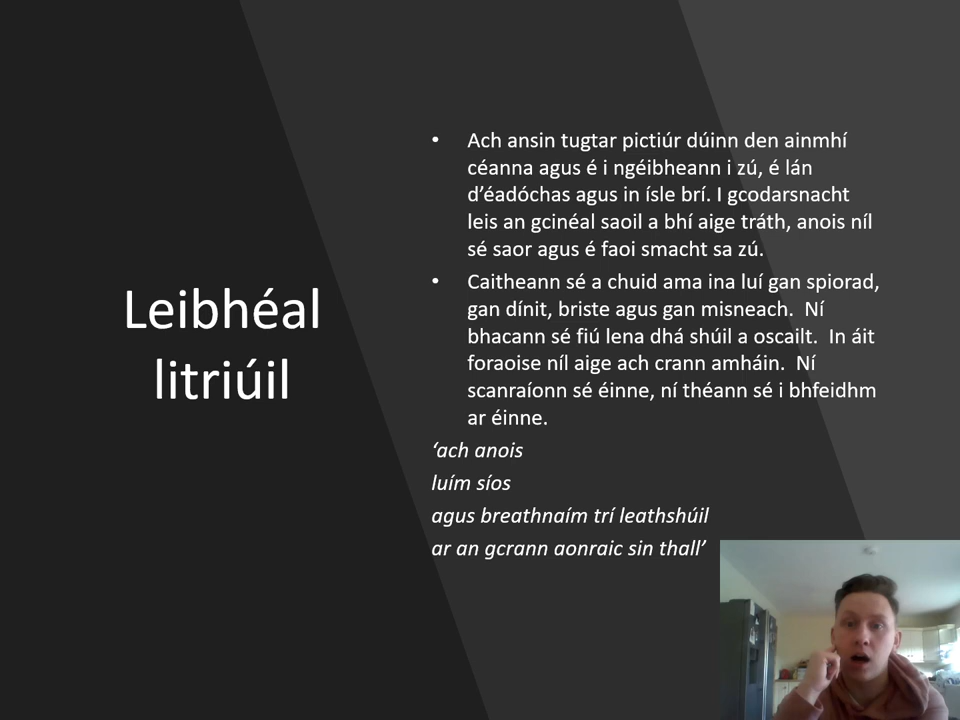 Leibhéal
litriúil
• Ach ansin tugtar pictiúr dúinn den ainmhí
céanna agus é i ngéibheann i zú, é lán
d’éadóchas agus in ísle brí. I gcodarsnacht
leis an gcinéal saoil a bhí aige tráth, anois níl
sé saor agus é faoi smacht sa zú.
• Caitheann sé a chuid ama ina luí gan spiorad,
gan dínit, briste agus gan misneach. Ní
bhacann sé fiú lena dhá shúil a oscailt. In áit
foraoise níl aige ach crann amháin. Ní
scanraíonn sé éinne, ní théann sé i bhfeidhm
ar éinne.
‘ach anois
luím síos
agus breathnaím trí leathshúil
ar an gcrann aonraic sin thall’